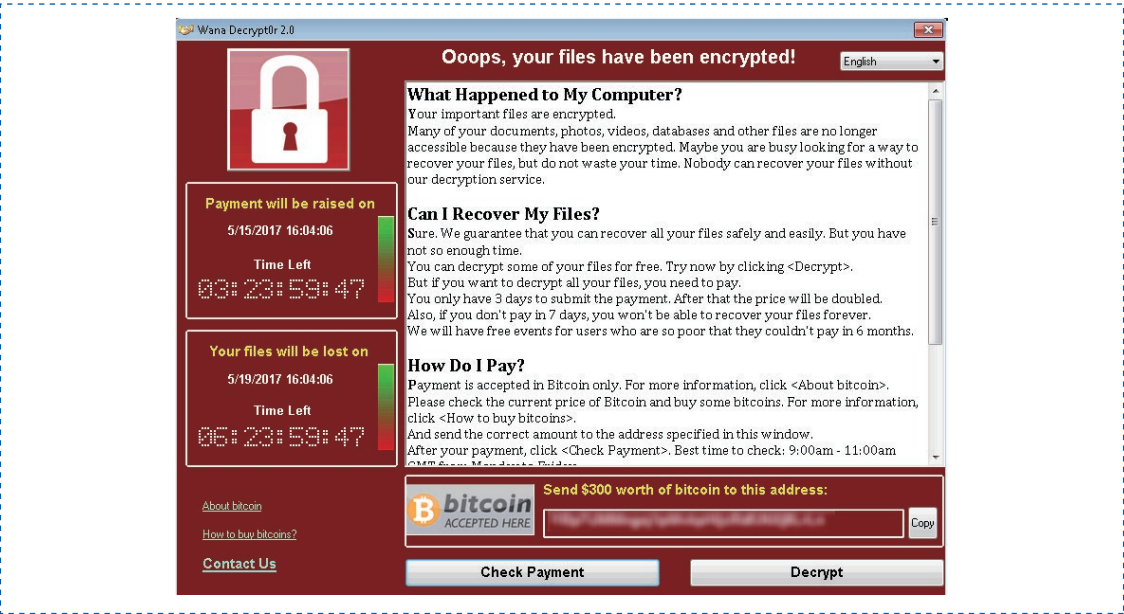 Wana Decrypt0r 2.0
Ooops, your files have been encrypted!
English
Payment will be raised on
5/15/2017 16:04:06
Time Left
03:23:59:47
Your files will be lost on
5/19/2017 16:04:06
Time Left
06:23:59:47
About bitcoin
How to buy bitcoins?
Contact Us
What Happened to My Computer?
Your important files are encrypted.
Many of your documents, photos, videos, databases and other files are no longer
accessible because they have been encrypted. Maybe you are busy looking for a way to
recover your files, but do not waste your time. Nobody can recover your files without
our decryption service.
Can I Recover My Files?
Sure. We guarantee that you can recover all your files safely and easily. But you have
not so enough time.
You can decrypt some of your files for free. Try now by clicking <Decrypt>.
But if you want to decrypt all your files, you need to pay.
You only have 3 days to submit the payment. After that the price will be doubled.
Also, if you don't pay in 7 days, you won't be able to recover your files forever.
We will have free events for users who are so poor that they couldn't pay in 6 months.
How Do I Pay?
Payment is accepted in Bitcoin only. For more information, click <About bitcoin>.
Please check the current price of Bitcoin and buy some bitcoins. For more information,
click <How to buy bitcoins>.
And send the correct amount to the address specified in this window.
After your payment, click <Check Payment>. Best time to check: 9:00am - 11:00am
GMT from Monday to Friday.
bitcoin
ACCEPTED HERE
Send $300 worth of bitcoin to this address:
Copy
Check Payment
Decrypt